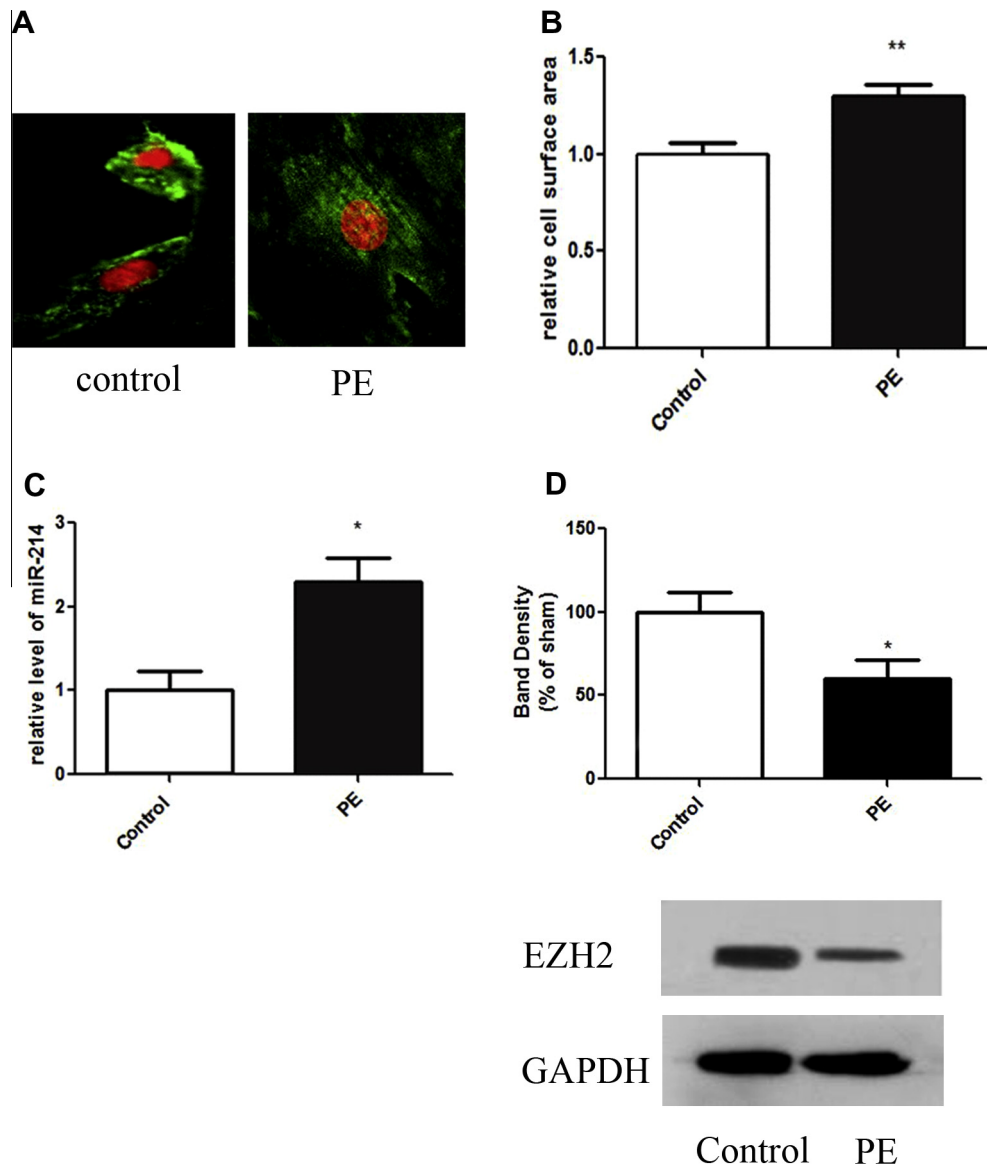 A
control
PE
B
relative cell surface area
1.5
1.0
0.5
0.0
**
Control
PE
C
relative level of miR-214
3
2
1
0
*
Control
PE
D
Band Density
(% of sham)
150
100
50
0
*
Control
PE
EZH2
GAPDH
Control
PE